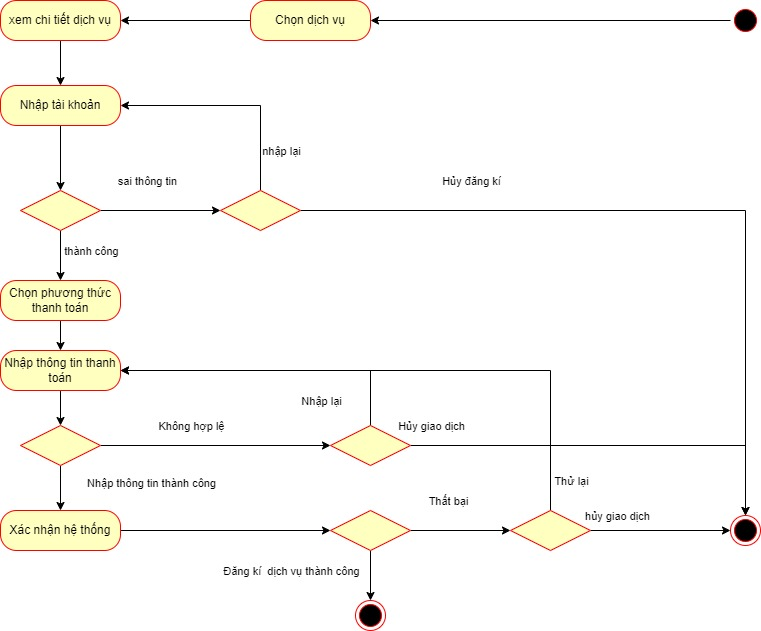 xem chi tiết dịch vụ
Chọn dịch vụ
Nhập tài khoản
nhập lại
sai thông tin
Hủy đăng kí
thành công
Chọn phương thức
thanh toán
Nhập thông tin thanh
toán
Nhập lại
Không hợp lệ
Hủy giao dịch
Nhập thông tin thành công
Thử lại
Thất bại
hủy giao dịch
Xác nhận hệ thống
Đăng kí dịch vụ thành công